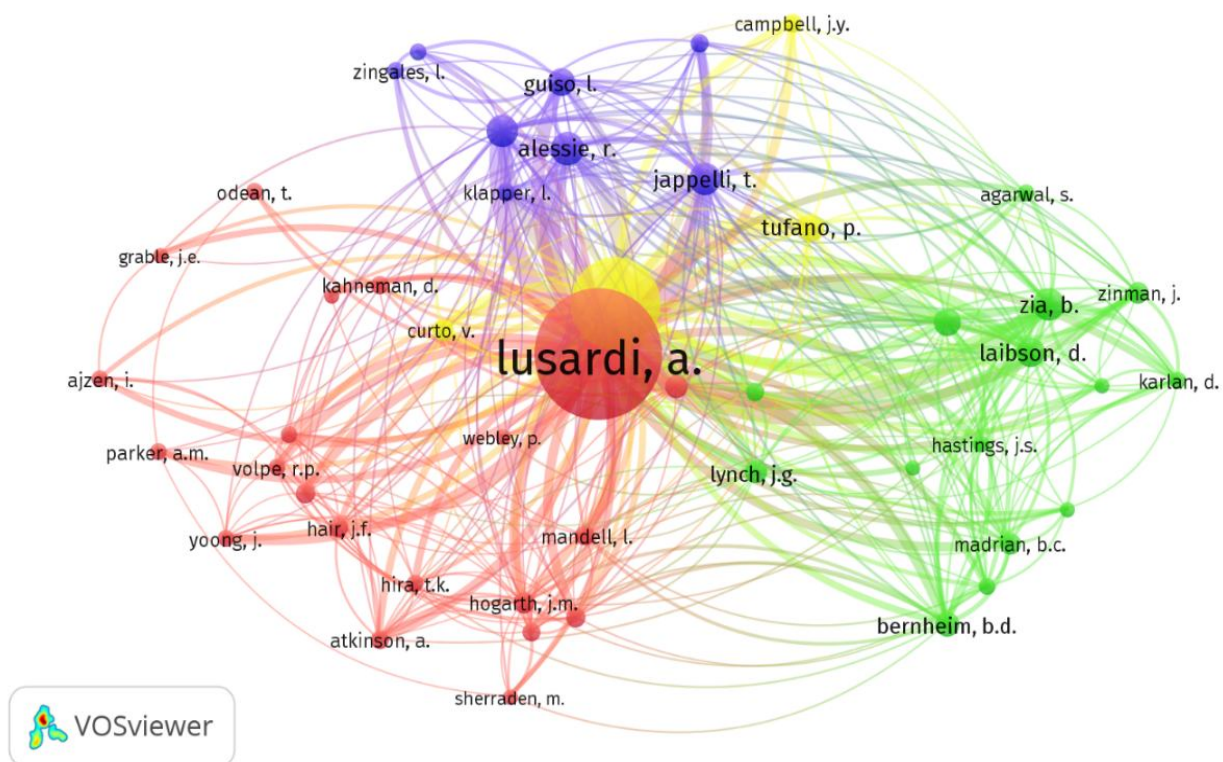 campbell, j.y.
zingales, l.
guiso, l.
alessie, r.
jappelli, t.
klapper, l.
odean, t.
agarwal, s.
tufano, p.
grable, j.e.
kahneman, d.
zia, b.
zinman, j.
curto, v.
lusardi, a.
laibson, d.
ajzen, i.
karlan, d.
webley, p.
hastings, j.s.
parker, a.m.
volpe, r.p.
lynch, j.g.
yoong, j.
hair, j.f.
mandell, l.
madrian, b.c.
hira, t.k.
hogarth, j.m.
atkinson, a.
bernheim, b.d.
sherraden, m.
VOSviewer